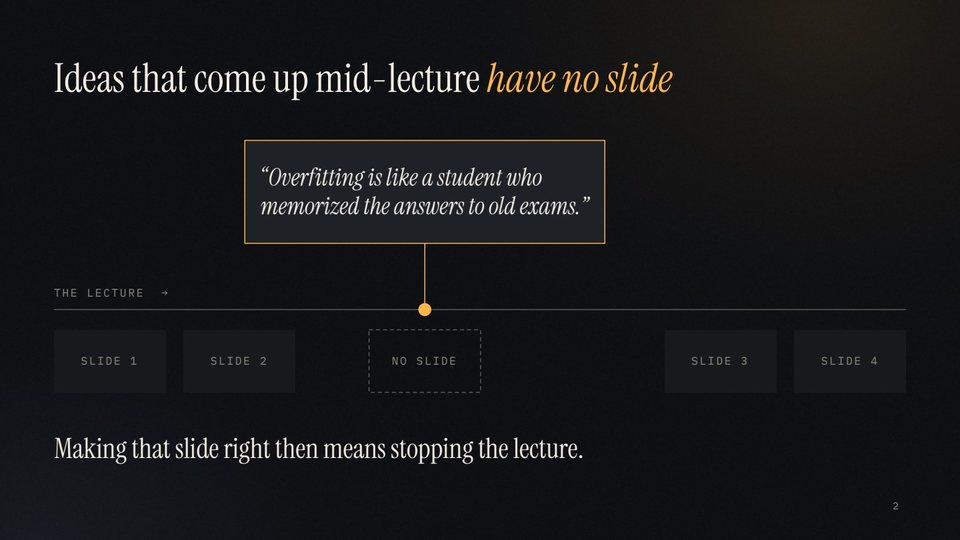 Ideas that come up mid-lecture have no slide
“Overfitting is like a student who
memorized the answers to old exams.”
THE LECTURE →
SLIDE 1
SLIDE 2
NO SLIDE
SLIDE 3
SLIDE 4
Making that slide right then means stopping the lecture.
2